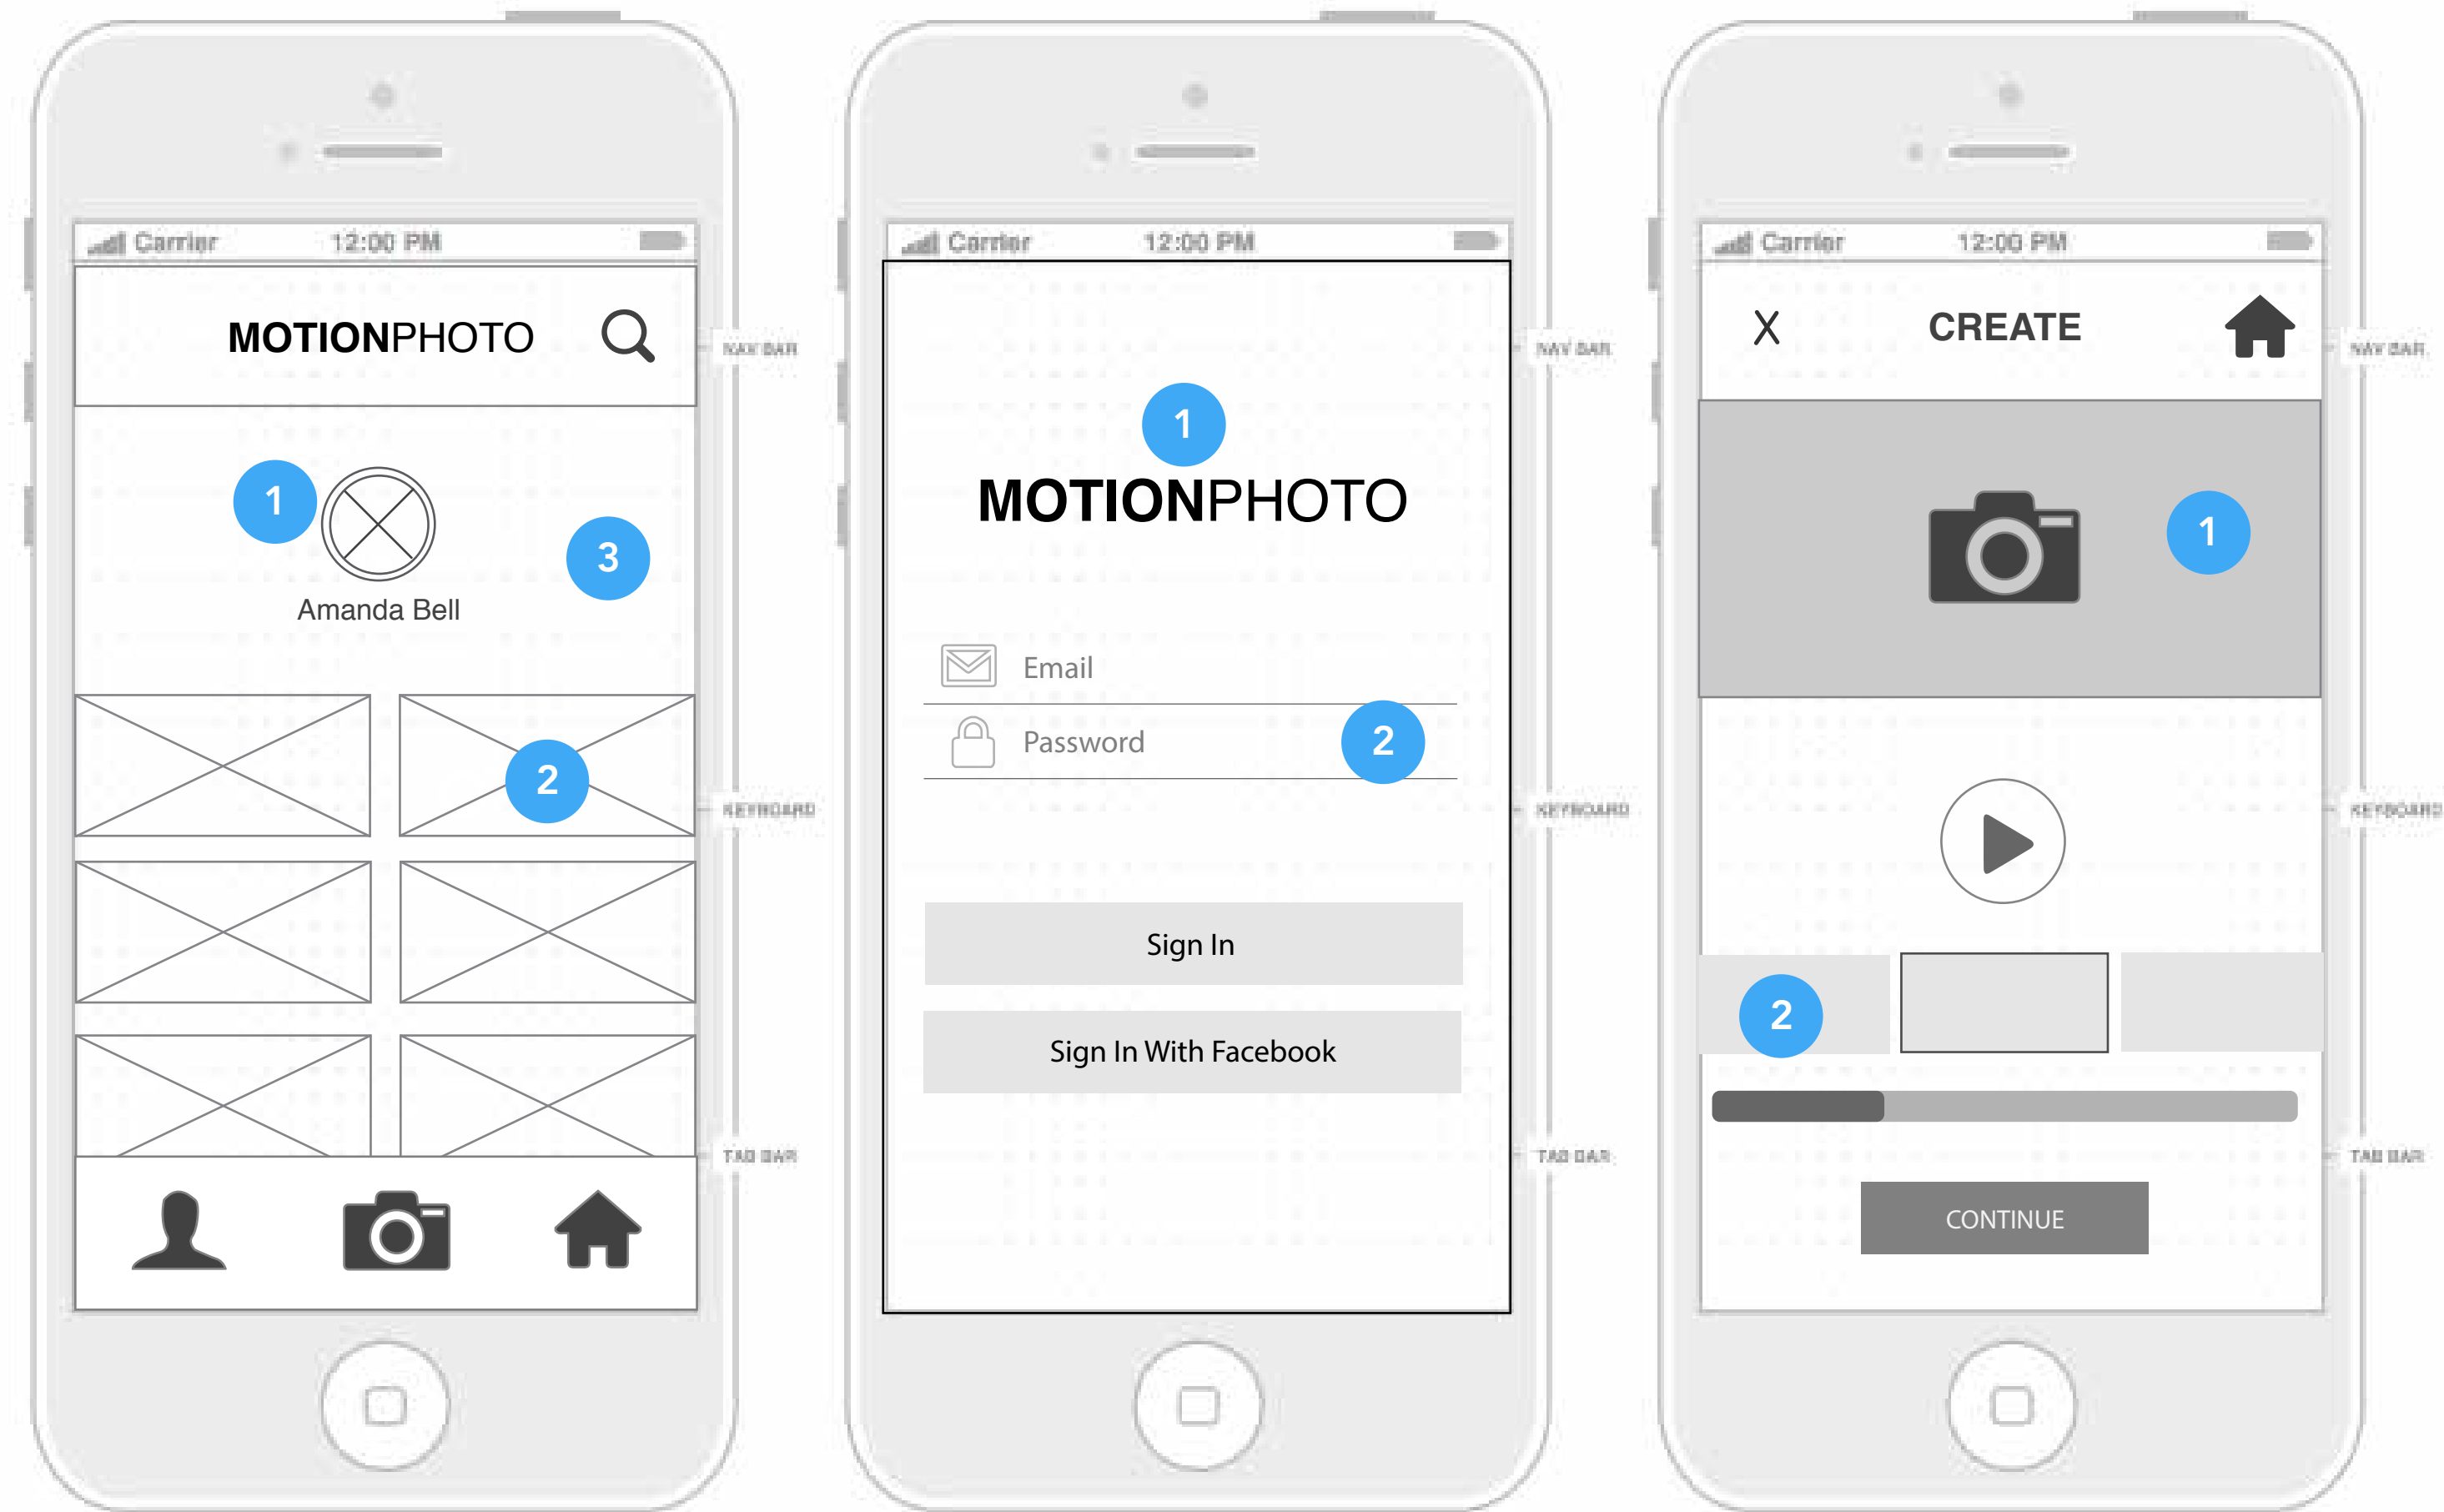 Carrier 12:00 PM
MOTIONPHOTO
NAV BAR
1
3
Amanda Bell
2
KEYBOARD
TAB BAR
Carrier 12:00 PM
NAV BAR
1
MOTIONPHOTO
Email
Password
2
KEYBOARD
Sign In
Sign In With Facebook
TAB BAR
Carrier 12:00 PM
X CREATE
NAV BAR
1
KEYBOARD
2
TAB BAR
CONTINUE